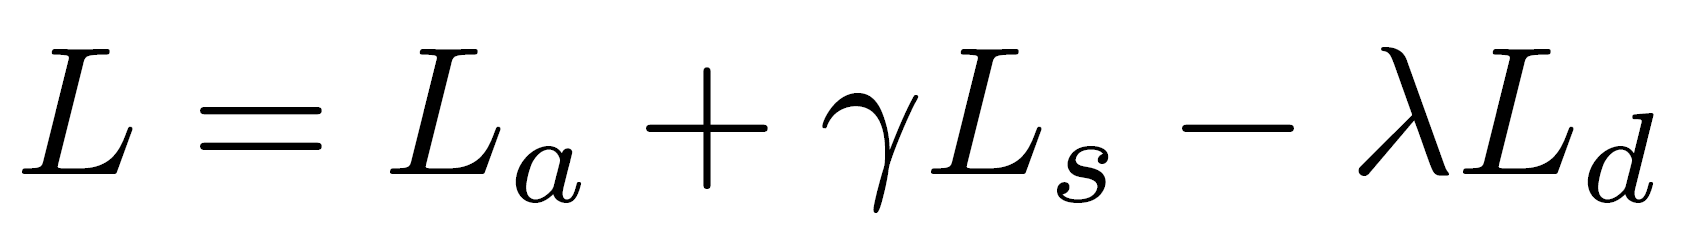 L = L_a + γL_s − λL_d